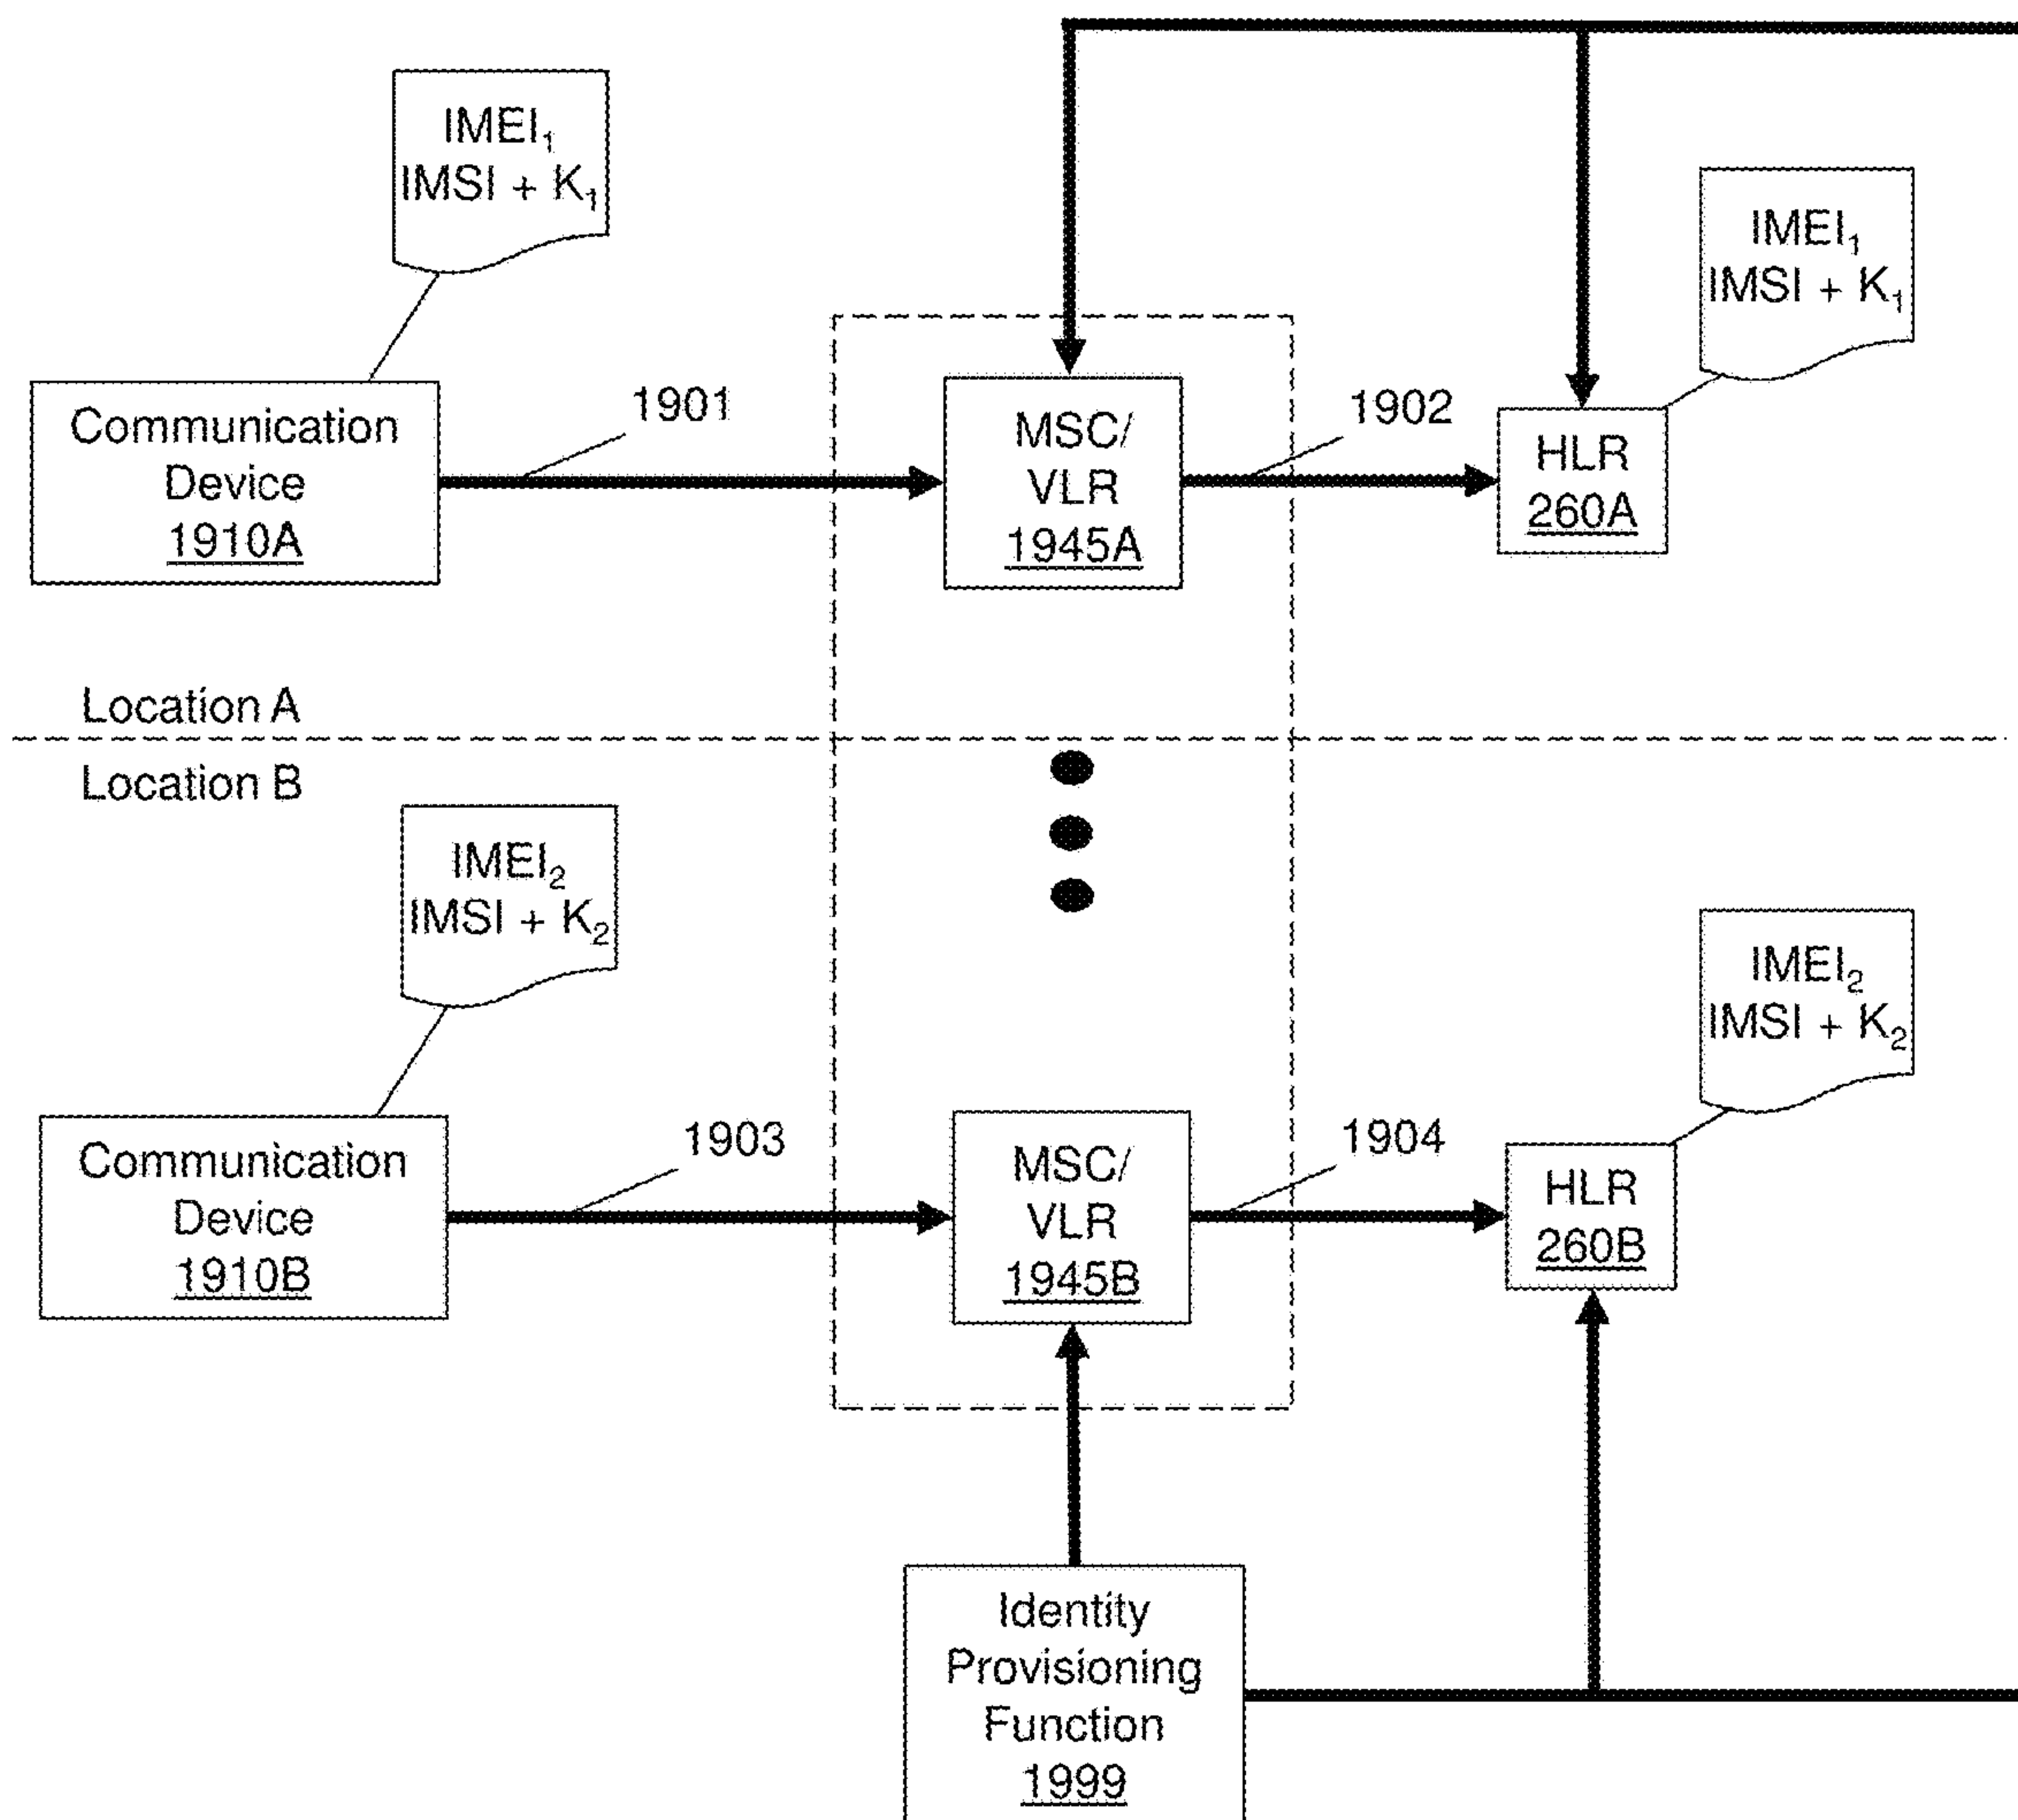 IMEI₁
IMSI + K₁
IMEI₁
IMSI + K₁
Communication
Device
1910A
1901
MSC/
VLR
1945A
1902
HLR
260A
Location A
Location B
IMEI₂
IMSI + K₂
IMEI₂
IMSI + K₂
Communication
Device
1910B
1903
MSC/
VLR
1945B
1904
HLR
260B
Identity
Provisioning
Function
1999